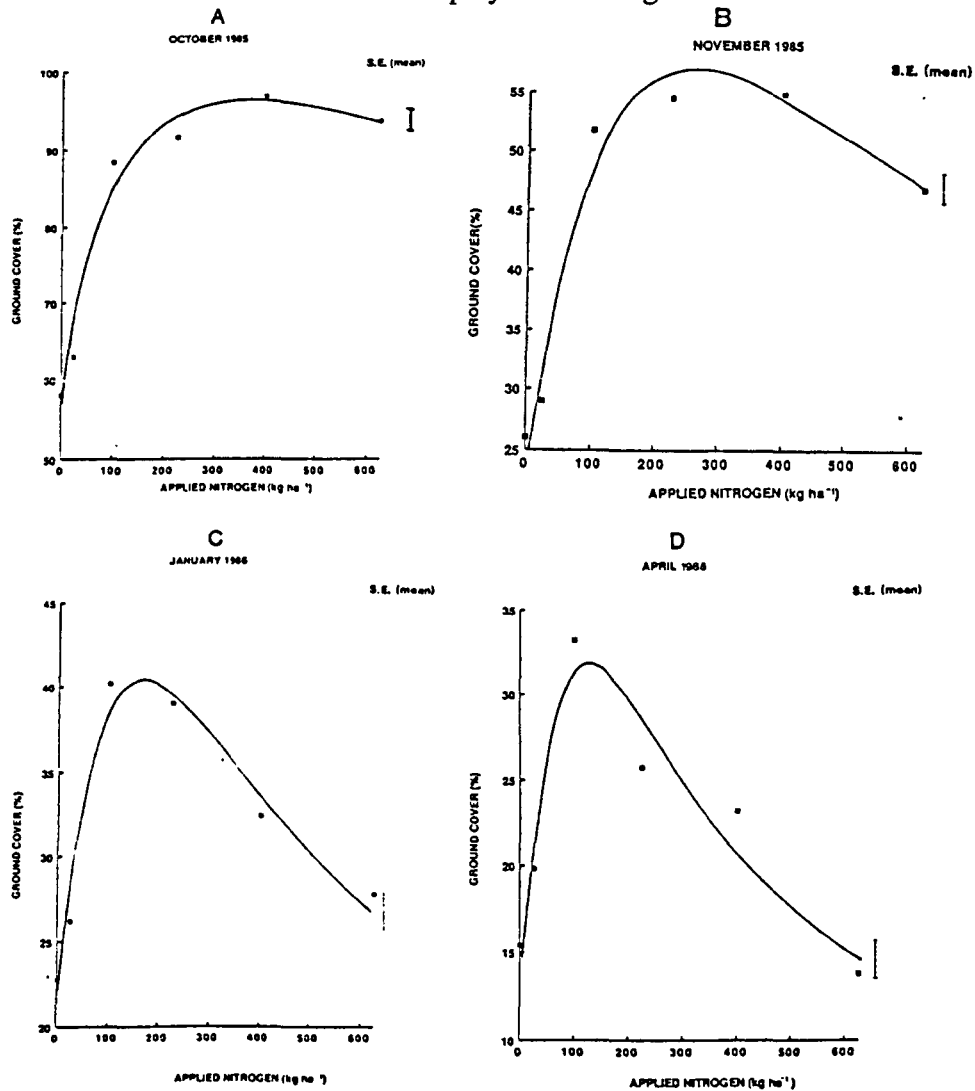 A
OCTOBER 1985
S.E. (mean)
100
90
80
70
50
50
GROUND COVER (%)
0 100 200 300 400 500 600
APPLIED NITROGEN (kg ha⁻¹)
B
NOVEMBER 1985
S.E. (mean)
55
50
45
40
35
30
25
GROUND COVER(%)
0 100 200 300 400 500 600
APPLIED NITROGEN (kg ha⁻¹)
C
JANUARY 1986
S.E. (mean)
45
40
35
30
25
20
GROUND COVER (%)
0 100 200 300 400 500 600
APPLIED NITROGEN (kg ha⁻¹)
D
APRIL 1986
S.E. (mean)
35
30
25
20
15
10
GROUND COVER (%)
0 100 200 300 400 500 600
APPLIED NITROGEN (kg ha⁻¹)